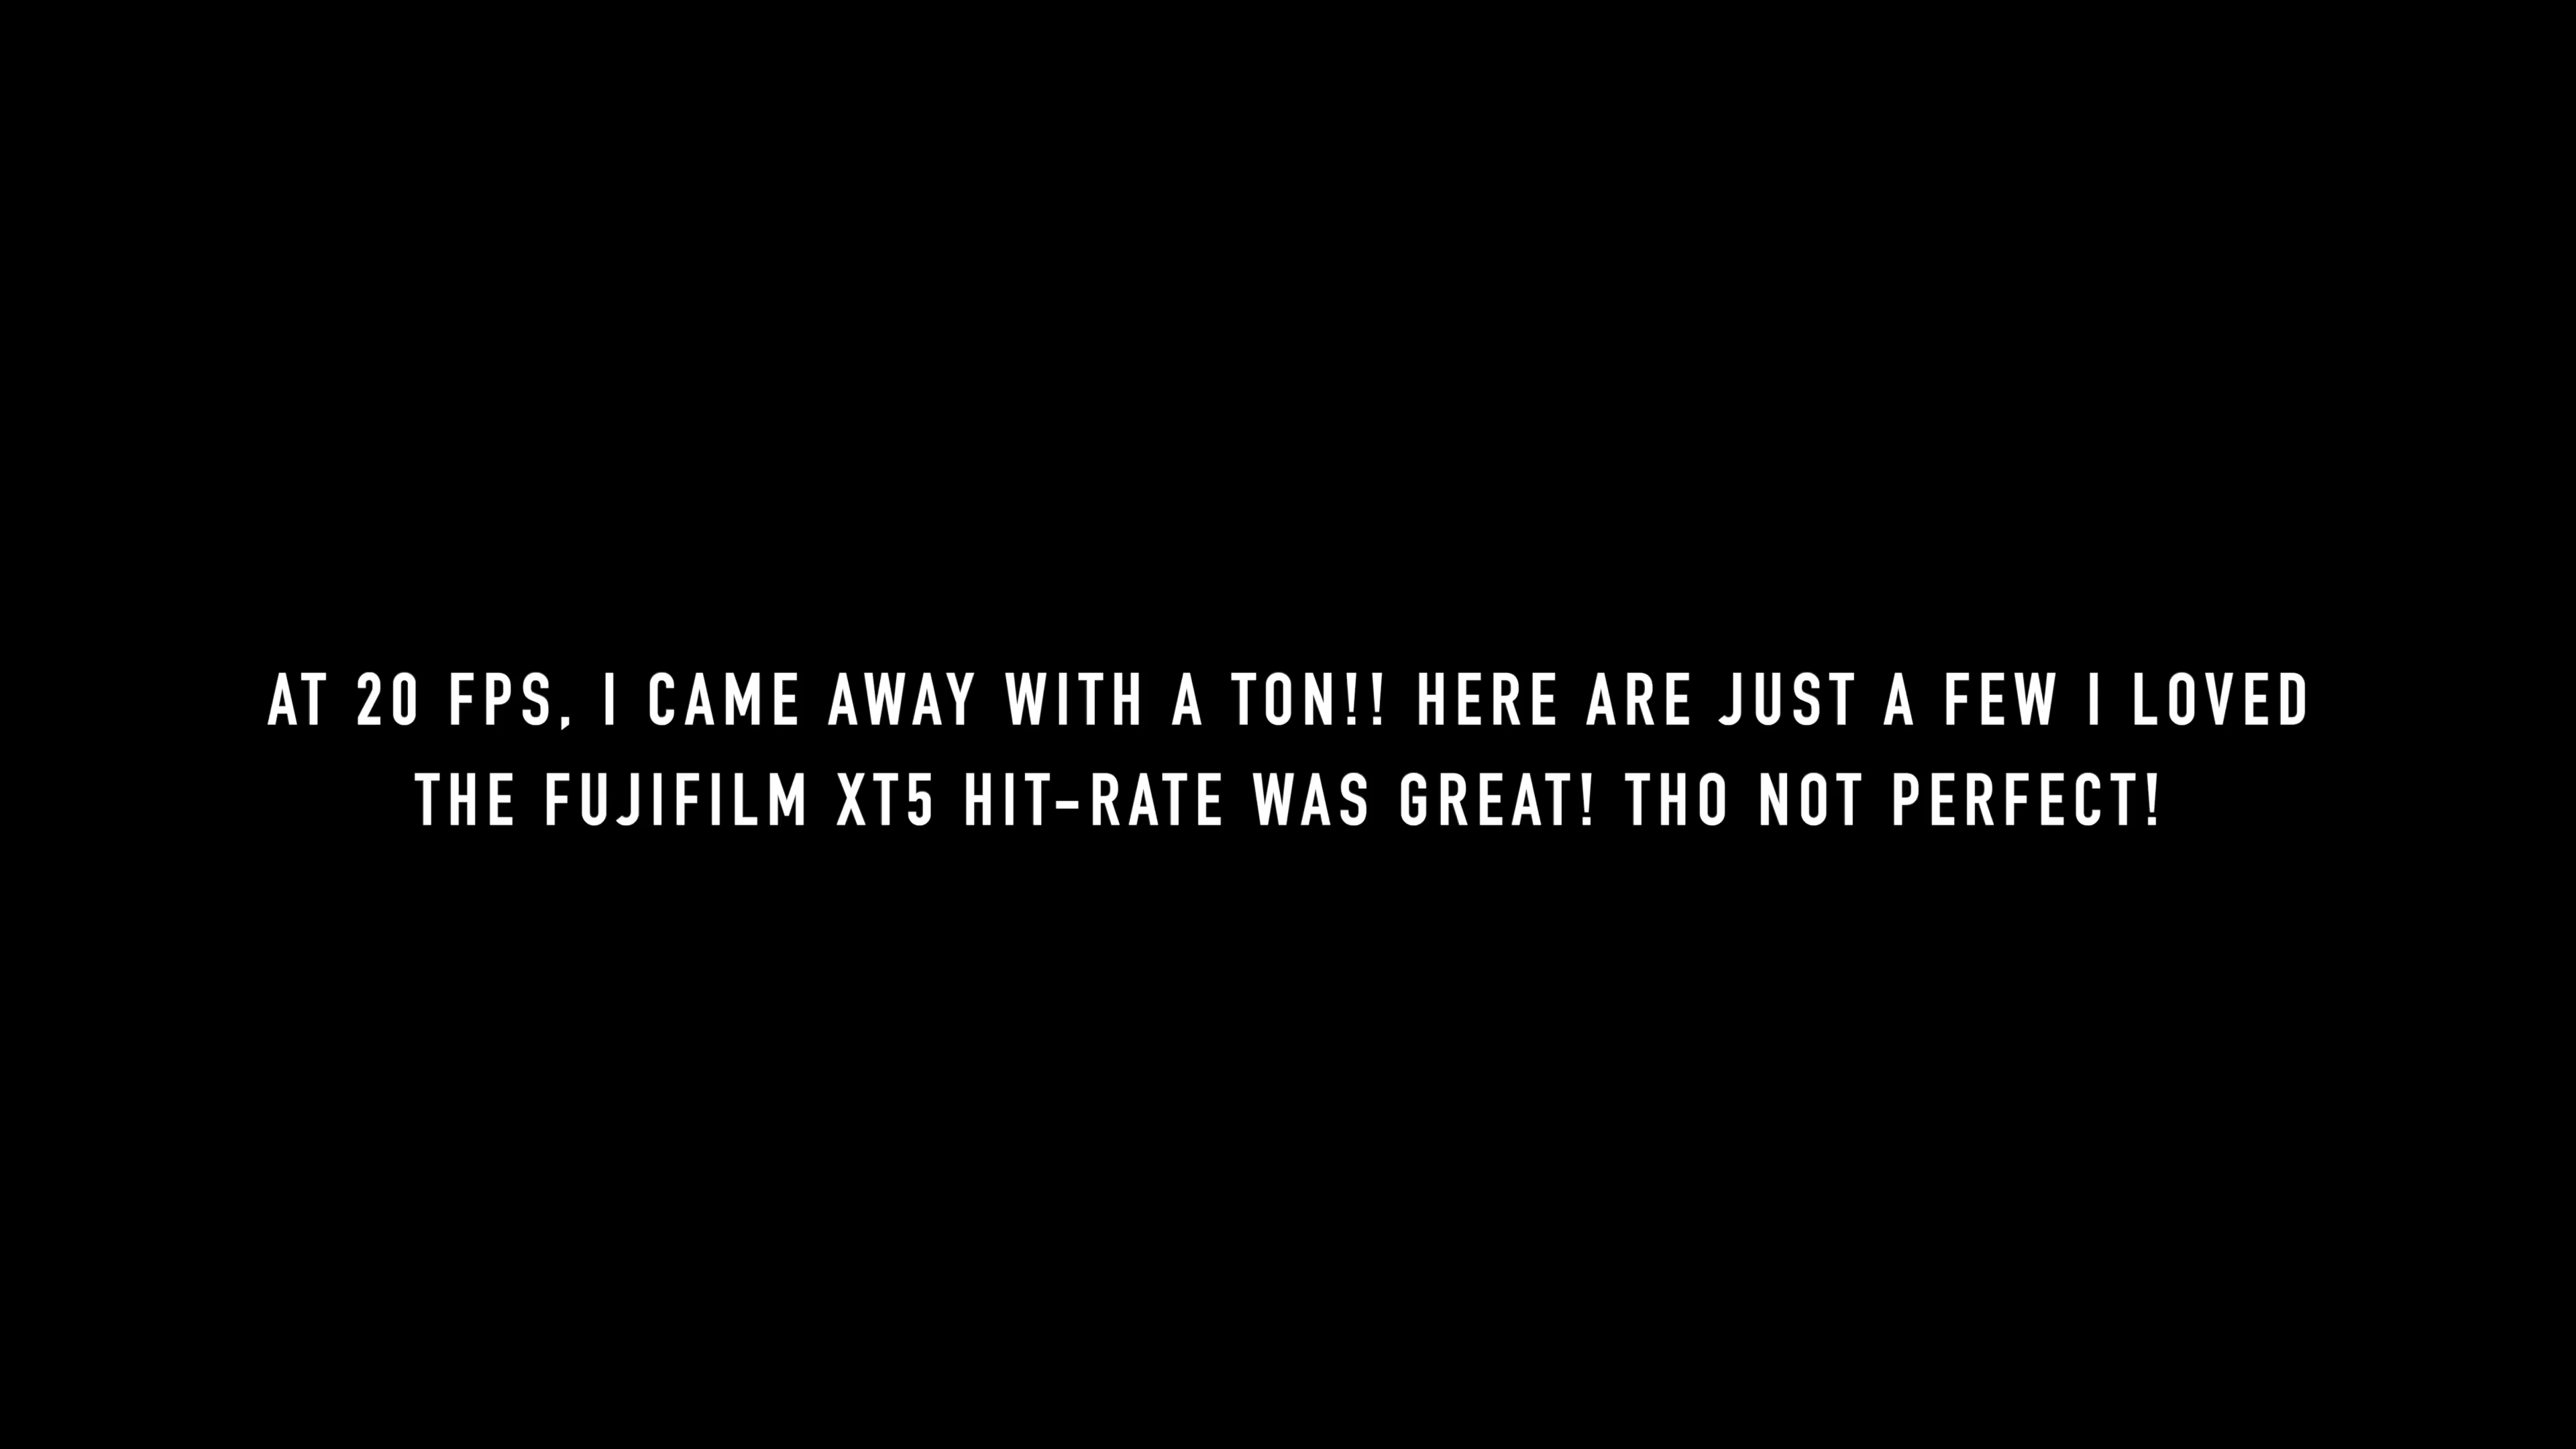 AT 20 FPS, I CAME AWAY WITH A TON!! HERE ARE JUST A FEW I LOVED
THE FUJIFILM XT5 HIT-RATE WAS GREAT! THO NOT PERFECT!